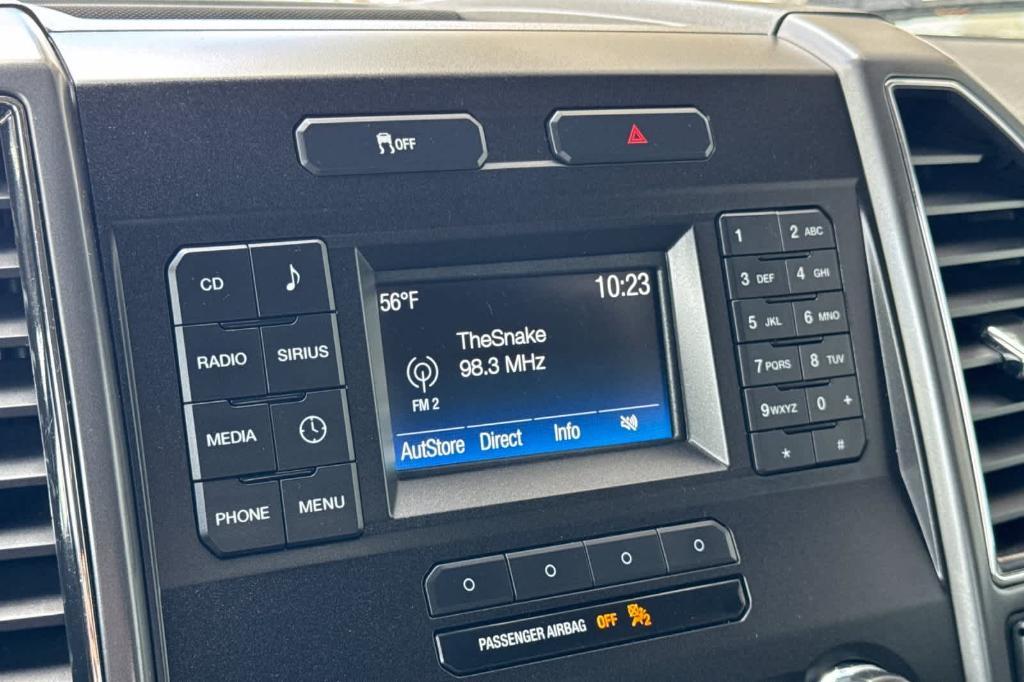 OFF
56°F 10:23
TheSnake
98.3 MHz
FM 2
AutStore Direct Info
CD
RADIO SIRIUS
MEDIA
PHONE MENU
1 2 ABC
3 DEF 4 GHI
5 JKL 6 MNO
7 PQRS 8 TUV
9 WXYZ 0 +
* #
PASSENGER AIRBAG OFF 2